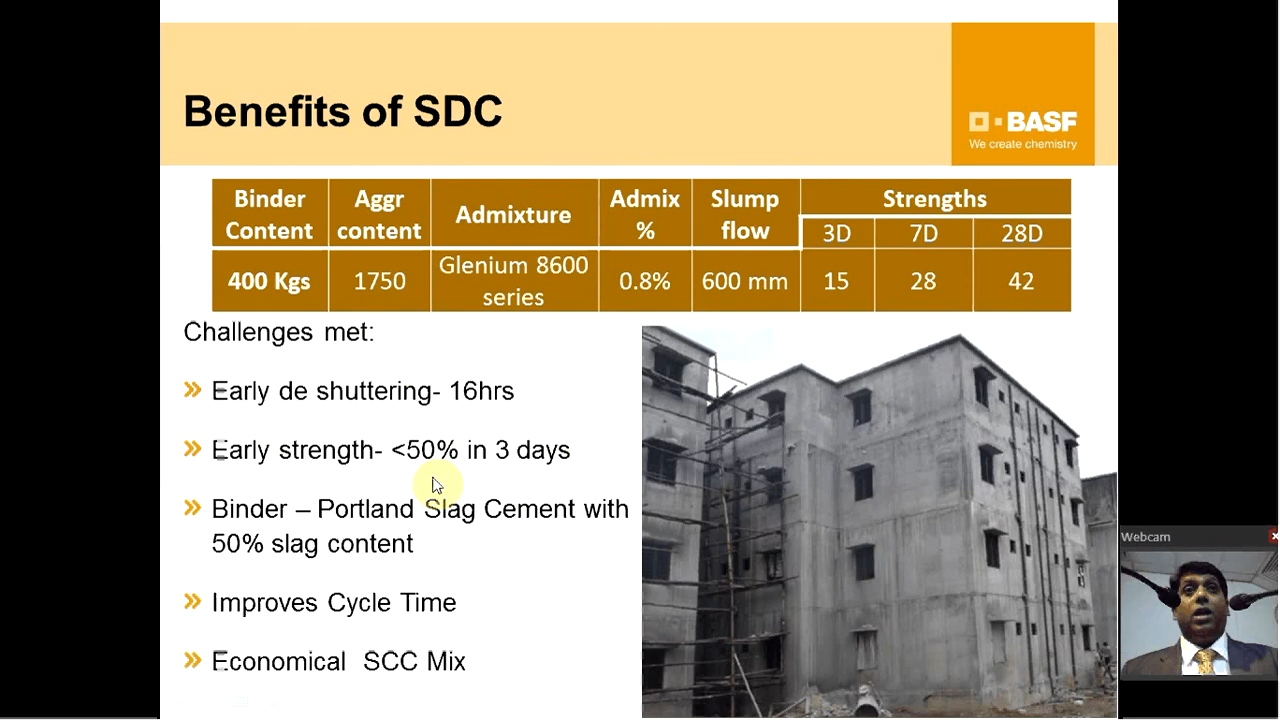 Benefits of SDC
BASF
We create chemistry
Binder
Content
Aggr
content
Admixture
Admix
%
Slump
flow
Strengths
3D
7D
28D
400 Kgs
1750
Glenium 8600
series
0.8%
600 mm
15
28
42
Challenges met:
Early de shuttering- 16hrs
Early strength- <50% in 3 days
Binder – Portland Slag Cement with
50% slag content
Improves Cycle Time
Economical SCC Mix
Webcam